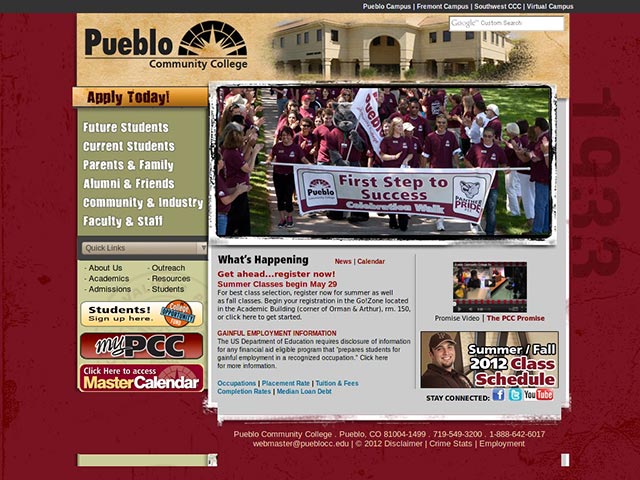 Pueblo Campus | Fremont Campus | Southwest CCC | Virtual Campus
Pueblo
Community College
Google™ Custom Search
Apply Today!
Future Students
Current Students
Parents & Family
Alumni & Friends
Community & Industry
Faculty & Staff
Quick Links
· About Us · Outreach
· Academics · Resources
· Admissions · Students
Students!
Sign up here.
College
OPPORTUNITY
FUND
myPCC
Click Here to access
MasterCalendar
Pueblo
First Step to
Success
Celebration Walk
PANTHER
PRIDE
1933
What's Happening
News | Calendar
Get ahead...register now!
Summer Classes begin May 29
For best class selection, register now for summer as well
as fall classes. Begin your registration in the Go!Zone located
in the Academic Building (corner of Orman & Arthur), rm. 150,
or click here to get started.
GAINFUL EMPLOYMENT INFORMATION
The US Department of Education requires disclosure of information
for any financial aid eligible program that "prepares students for
gainful employment in a recognized occupation." Click here
for more information.
Occupations | Placement Rate | Tuition & Fees
Completion Rates | Median Loan Debt
Promise Video | The PCC Promise
Summer / Fall
2012 Class
Schedule
STAY CONNECTED:
You Tube
Pueblo Community College . Pueblo, CO 81004-1499 . 719-549-3200 . 1-888-642-6017
webmaster@pueblocc.edu | © 2012 Disclaimer | Crime Stats | Employment